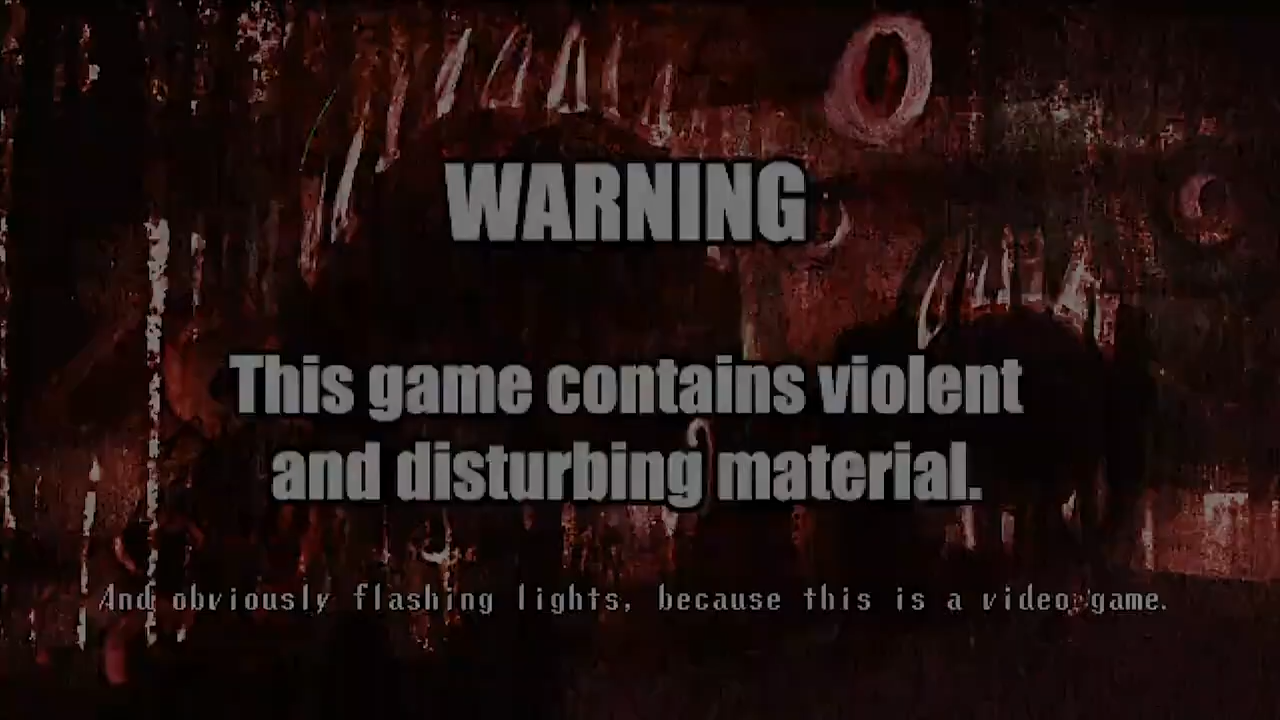 WARNING
This game contains violent
and disturbing material.
And obviously flashing lights, because this is a video game.